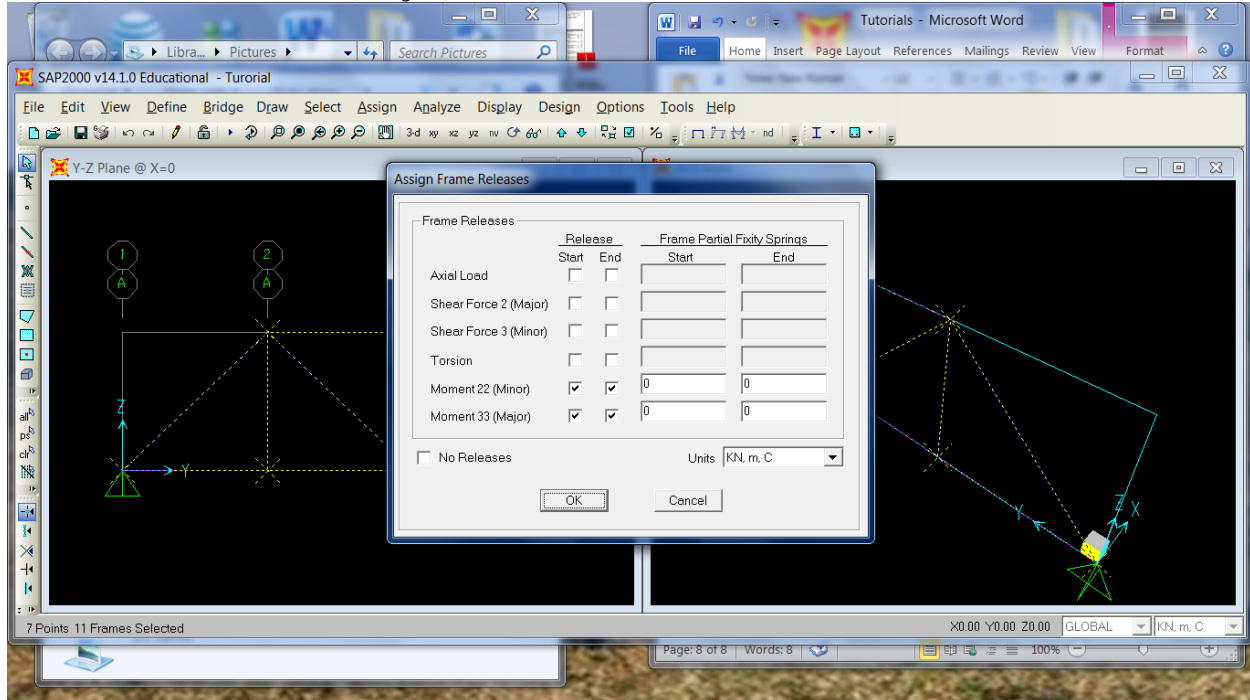 Tutorials - Microsoft Word
Libra... Pictures
Search Pictures
File Home Insert Page Layout References Mailings Review View Format
SAP2000 v14.1.0 Educational - Turorial
File Edit View Define Bridge Draw Select Assign Analyze Display Design Options Tools Help
3-d xy xz yz nv nd
Y-Z Plane @ X=0
Assign Frame Releases
Frame Releases
Release Frame Partial Fixity Springs
Start End Start End
Axial Load
Shear Force 2 (Major)
Shear Force 3 (Minor)
Torsion
Moment 22 (Minor) 0 0
Moment 33 (Major) 0 0
No Releases
Units KN, m, C
OK Cancel
1 2
A A
Z
Y
Z X
Y
all
ps
clr
7 Points 11 Frames Selected
X0.00 Y0.00 Z0.00 GLOBAL KN, m, C
Page: 8 of 8 Words: 8 100%